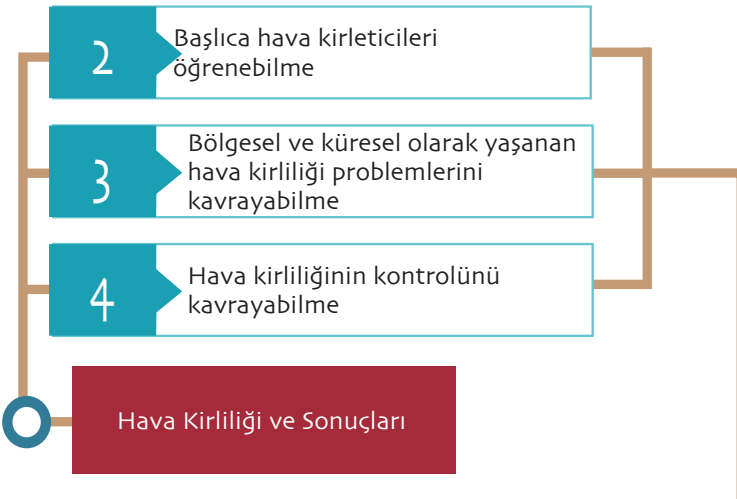 2
Başlıca hava kirleticileri
öğrenebilme
3
Bölgesel ve küresel olarak yaşanan
hava kirliliği problemlerini
kavrayabilme
4
Hava kirliliğinin kontrolünü
kavrayabilme
Hava Kirliliği ve Sonuçları